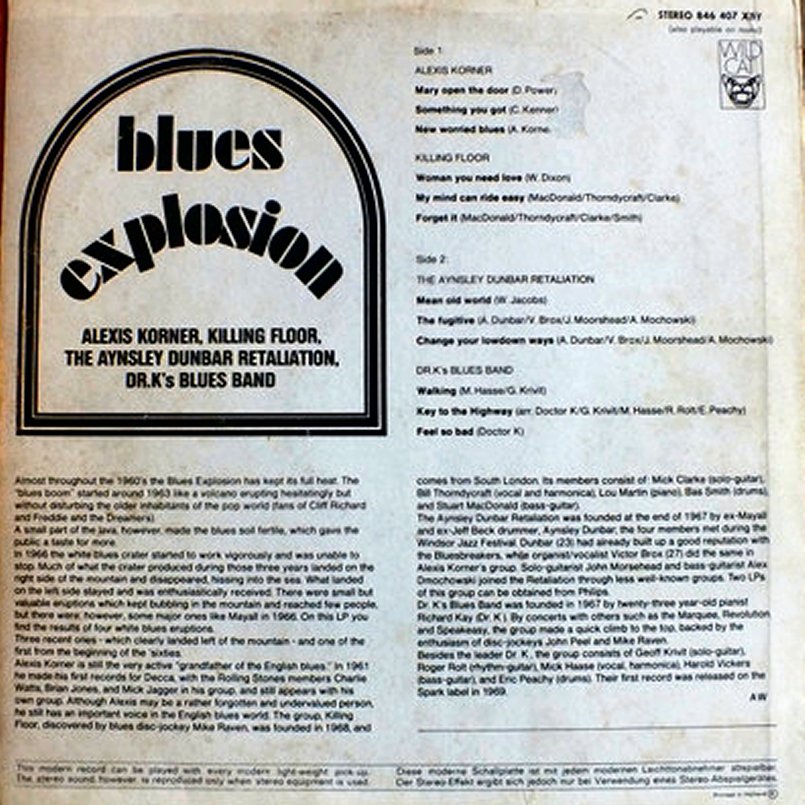 STEREO 846 407 XBY
(also playable on mono)
WILD
CAT
blues
explosion
ALEXIS KORNER, KILLING FLOOR,
THE AYNSLEY DUNBAR RETALIATION,
DR.K's BLUES BAND
Side 1:
ALEXIS KORNER
Mary open the door (D. Power)
Something you got (C. Kenner)
New worried blues (A. Korne
KILLING FLOOR
Woman you need love (W. Dixon)
My mind can ride easy (MacDonald/Thorndycraft/Clarke)
Forget it (MacDonald/Thorndycraft/Clarke/Smith)
Side 2:
THE AYNSLEY DUNBAR RETALIATION
Mean old world (W. Jacobs)
The fugitive (A. Dunbar/V. Brox/J. Moorshead/A. Mochowski)
Change your lowdown ways (A. Dunbar/V. Brox/J. Moorshead/A. Mochowski)
DR.K's BLUES BAND
Walking (M. Hasse/G. Krivit)
Key to the Highway (arr. Doctor K/G. Krivit/M. Hasse/R. Rolt/E. Peachy)
Feel so bad (Doctor K)
Almost throughout the 1960's the Blues Explosion has kept its full heat. The
"blues boom" started around 1963 like a volcano erupting hesitatingly but
without disturbing the older inhabitants of the pop world (fans of Cliff Richard
and Freddie and the Dreamers).
A small part of the lava, however, made the blues soil fertile, which gave the
public a taste for more.
In 1966 the white blues crater started to work vigorously and was unable to
stop. Much of what the crater produced during those three years landed on the
right side of the mountain and disappeared, hissing into the sea. What landed
on the left side stayed and was enthusiastically received. There were small but
valuable eruptions which kept bubbling in the mountain and reached few people,
but there were, however, some major ones like Mayall in 1966. On this LP you
find the results of four white blues eruptions.
Three recent ones - which clearly landed left of the mountain - and one of the
first from the beginning of the 'sixties.
Alexis Korner is still the very active "grandfather of the English blues." In 1961
he made his first records for Decca, with the Rolling Stones members Charlie
Watts, Brian Jones, and Mick Jagger in his group, and still appears with his
own group. Although Alexis may be a rather forgotten and undervalued person,
he still has an important voice in the English blues world. The group, Killing
Floor, discovered by blues disc-jockey Mike Raven, was founded in 1968, and
comes from South London. Its members consist of: Mick Clarke (solo-guitar),
Bill Thorndycraft (vocal and harmonica), Lou Martin (piano), Bas Smith (drums),
and Stuart MacDonald (bass-guitar).
The Aynsley Dunbar Retaliation was founded at the end of 1967 by ex-Mayall
and ex-Jeff Beck drummer, Aynsley Dunbar; the four members met during the
Windsor Jazz Festival. Dunbar (23) had already built up a good reputation with
the Bluesbreakers, while organist/vocalist Victor Brox (27) did the same in
Alexis Korner's group. Solo-guitarist John Morsehead and bass-guitarist Alex
Dmochowski joined the Retaliation through less well-known groups. Two LPs
of this group can be obtained from Philips.
Dr. K's Blues Band was founded in 1967 by twenty-three year-old pianist
Richard Kay (Dr. K). By concerts with others such as the Marquee, Revolution
and Speakeasy, the group made a quick climb to the top, backed by the
enthusiasm of disc-jockeys John Peel and Mike Raven.
Besides the leader Dr. K., the group consists of Geoff Krivit (solo-guitar),
Roger Rolt (rhythm-guitar), Mick Haase (vocal, harmonica), Harold Vickers
(bass-guitar), and Eric Peachy (drums). Their first record was released on the
Spark label in 1969.
AW
This modern record can be played with every modern light-weight pick-up.
The stereo sound, however, is reproduced only when stereo equipment is used.
Diese moderne Schallplatte ist mit jedem modernen Leichttonabnehmer abspielbar.
Der Stereo-Effekt ergibt sich jedoch nur bei Verwendung eines Stereo-Abspielgerätes.
Printed in Holland